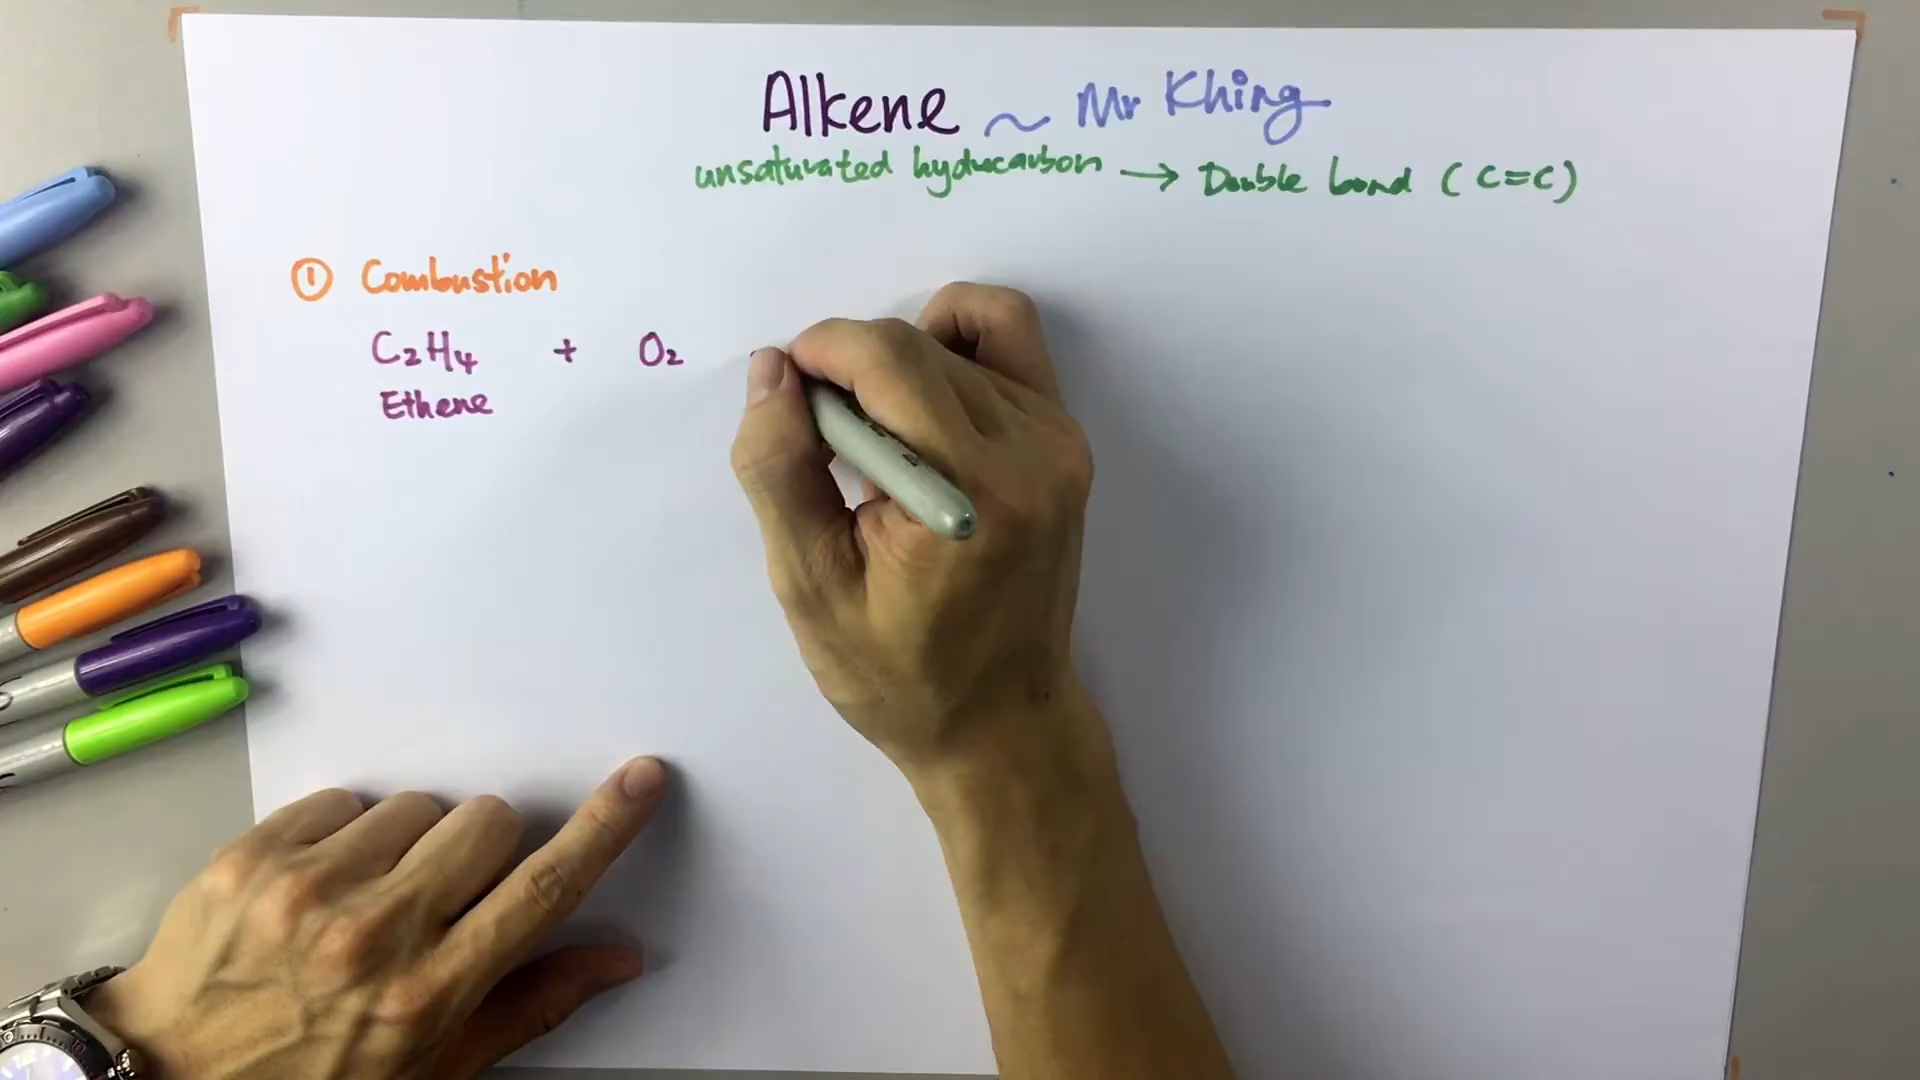 Alkene ~ Mr Khing
unsaturated hydrocarbon → Double bond (C=C)
① Combustion
C₂H₄ + O₂
Ethene